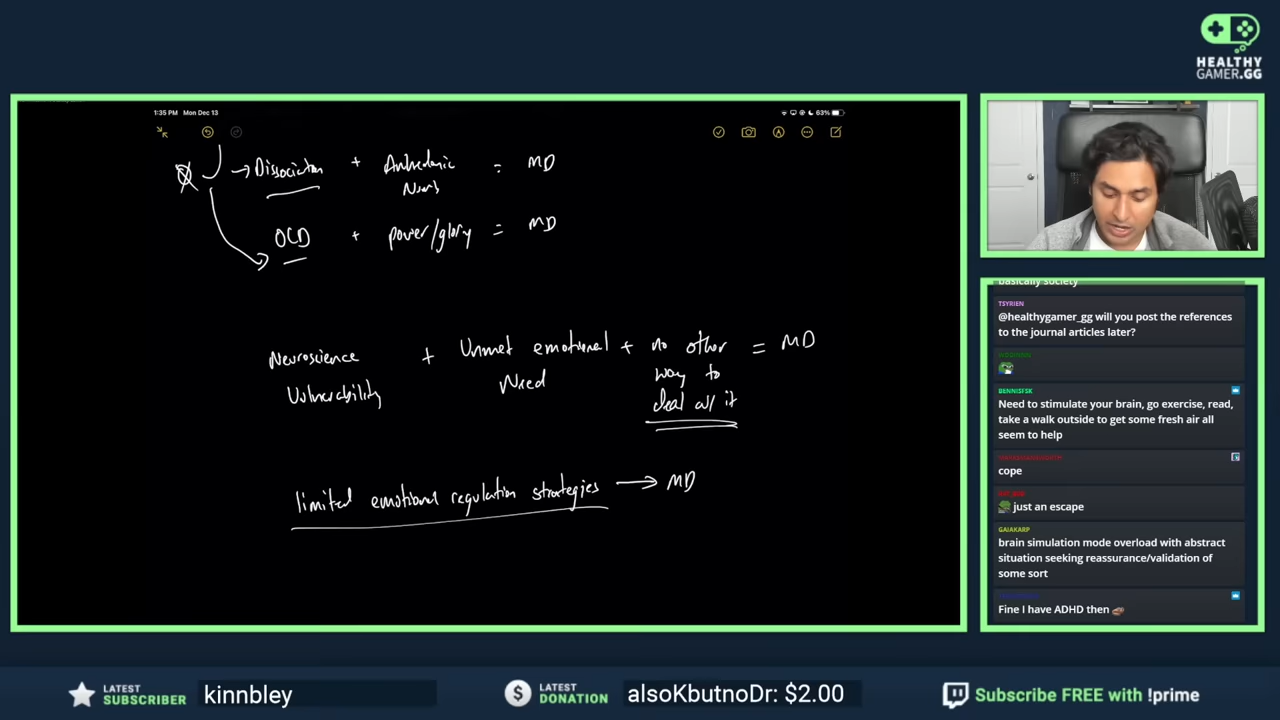 HEALTHY
GAMER.GG
1:35 PM Mon Dec 13
63%
→ Dissociation + Anhedonic = MD
OCD + power/glory = MD
Neuroscience + Unmet emotional + no other = MD
Vulnerability Need way to
deal w/ it
limited emotional regulation strategies → MD
basically society
TSYRIEN
@healthygamer_gg will you post the references
to the journal articles later?
BENNISFSK
Need to stimulate your brain, go exercise, read,
take a walk outside to get some fresh air all
seem to help
cope
just an escape
GAIAKARP
brain simulation mode overload with abstract
situation seeking reassurance/validation of
some sort
Fine I have ADHD then
LATEST
SUBSCRIBER
kinnbley
LATEST
DONATION
alsoKbutnoDr: $2.00
Subscribe FREE with !prime